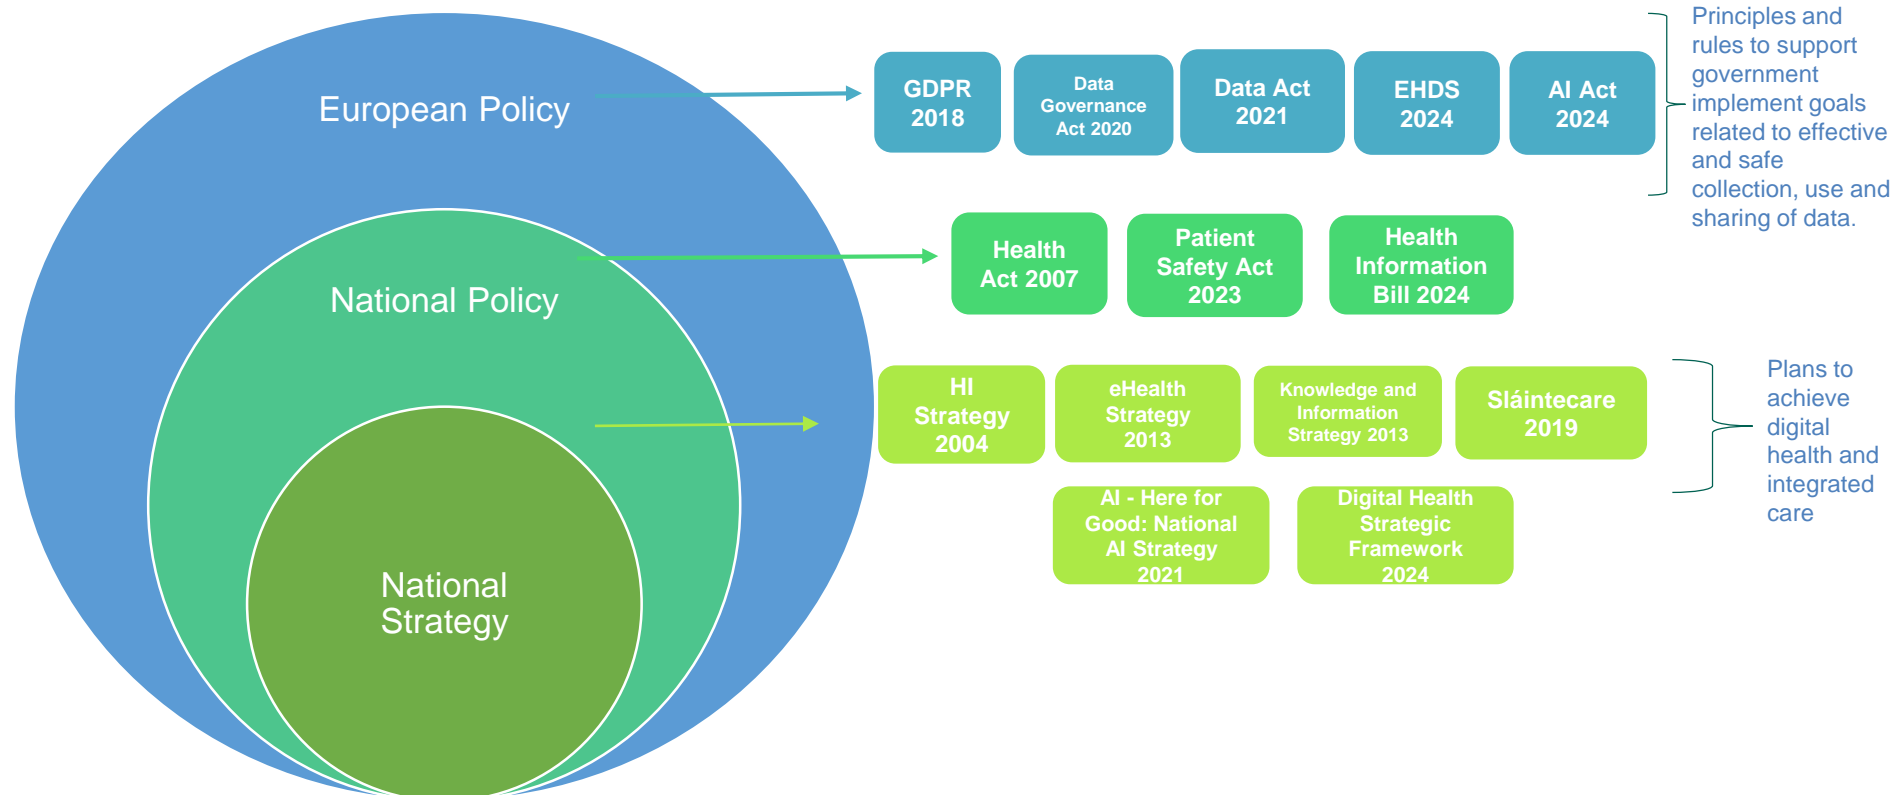 European Policy
GDPR
2018
Data
Governance
Act 2020
Data Act
2021
EHDS
2024
AI Act
2024
Principles and
rules to support
government
implement goals
related to effective
and safe
collection, use and
sharing of data.
National Policy
Health
Act 2007
Patient
Safety Act
2023
Health
Information
Bill 2024
National
Strategy
HI
Strategy
2004
eHealth
Strategy
2013
Knowledge and
Information
Strategy 2013
Sláintecare
2019
AI - Here for
Good: National
AI Strategy
2021
Digital Health
Strategic
Framework
2024
Plans to
achieve
digital
health and
integrated
care